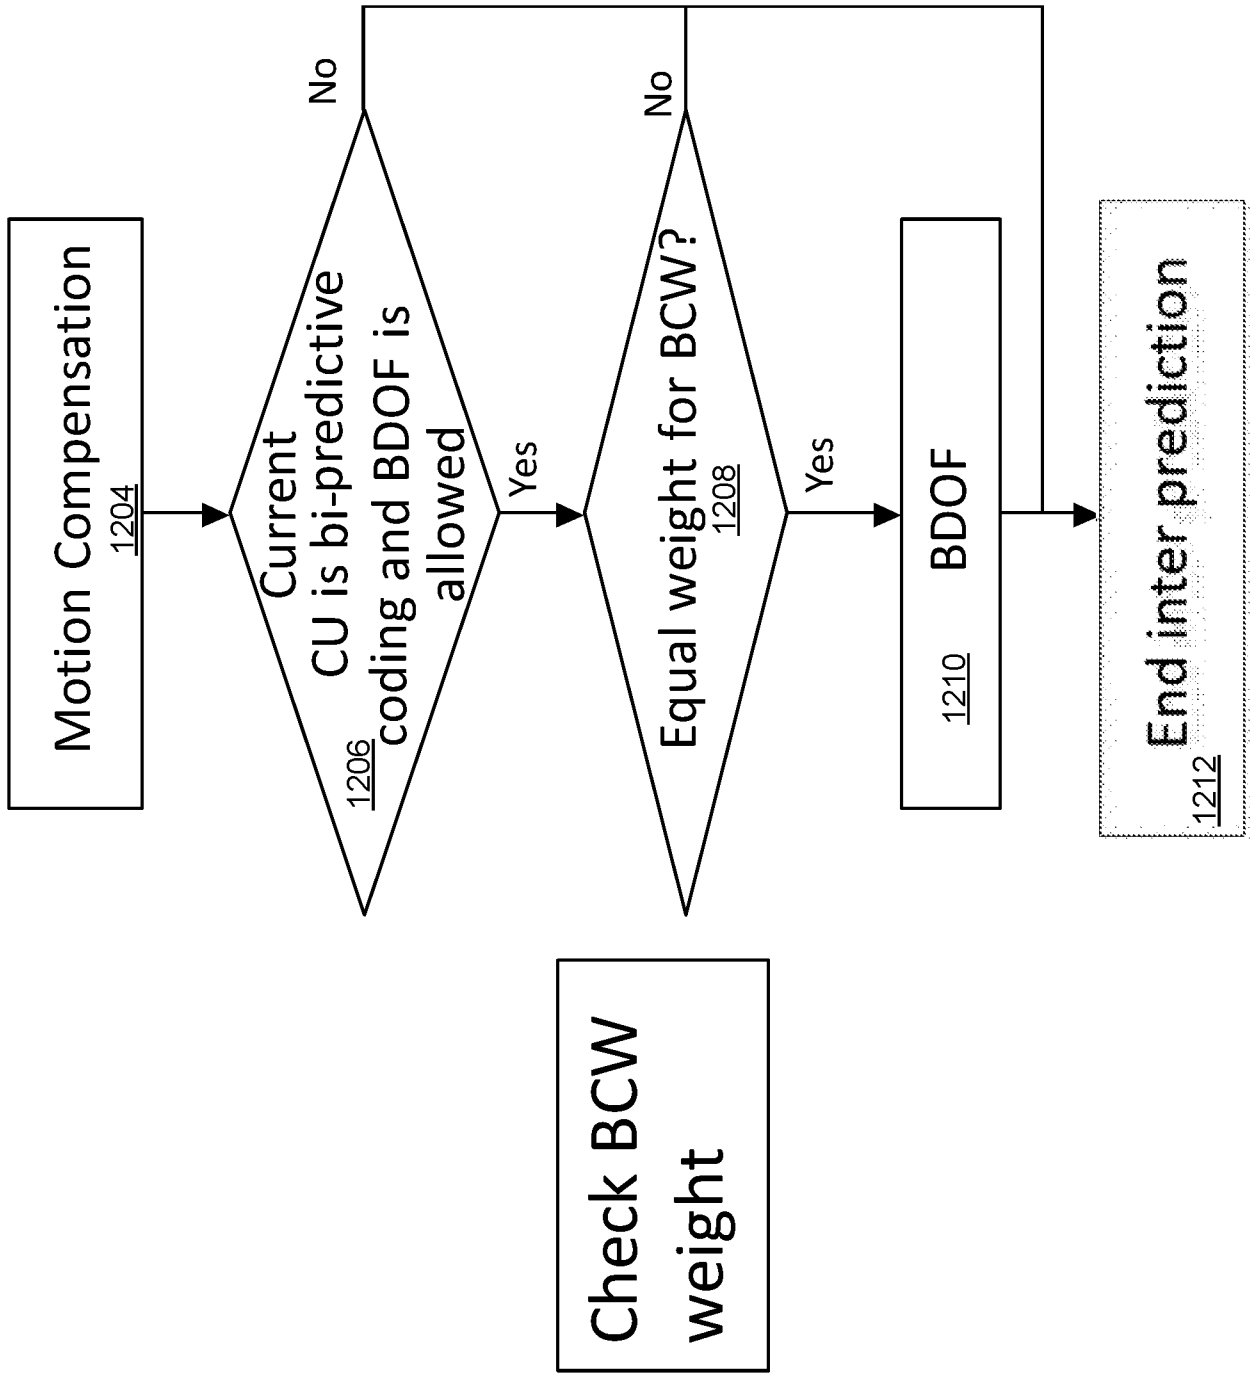 Motion Compensation
1204
Current
CU is bi-predictive
coding and BDOF is
allowed
1206
No
Yes
Equal weight for BCW?
1208
No
Yes
Check BCW
weight
BDOF
1210
End inter prediction
1212